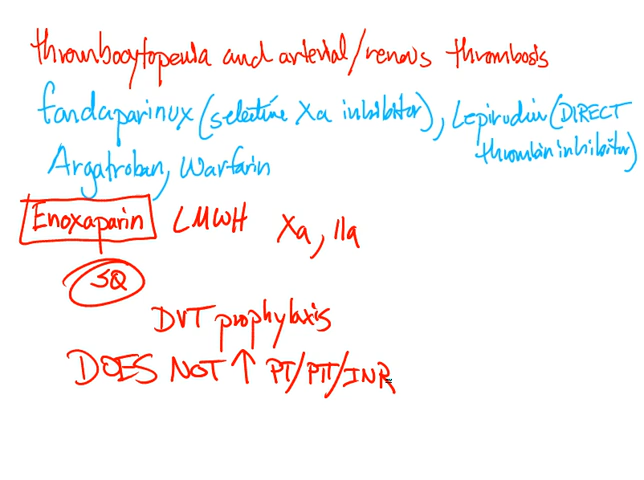 thrombocytopenia and arterial/venous thrombosis
fondaparinux (selective Xa inhibitor), Lepirudin (DIRECT
thrombin inhibitor)
Argatroban, Warfarin
Enoxaparin LMWH Xa, IIa
SQ
DVT prophylaxis
DOES NOT ↑ PT/PTT/INR